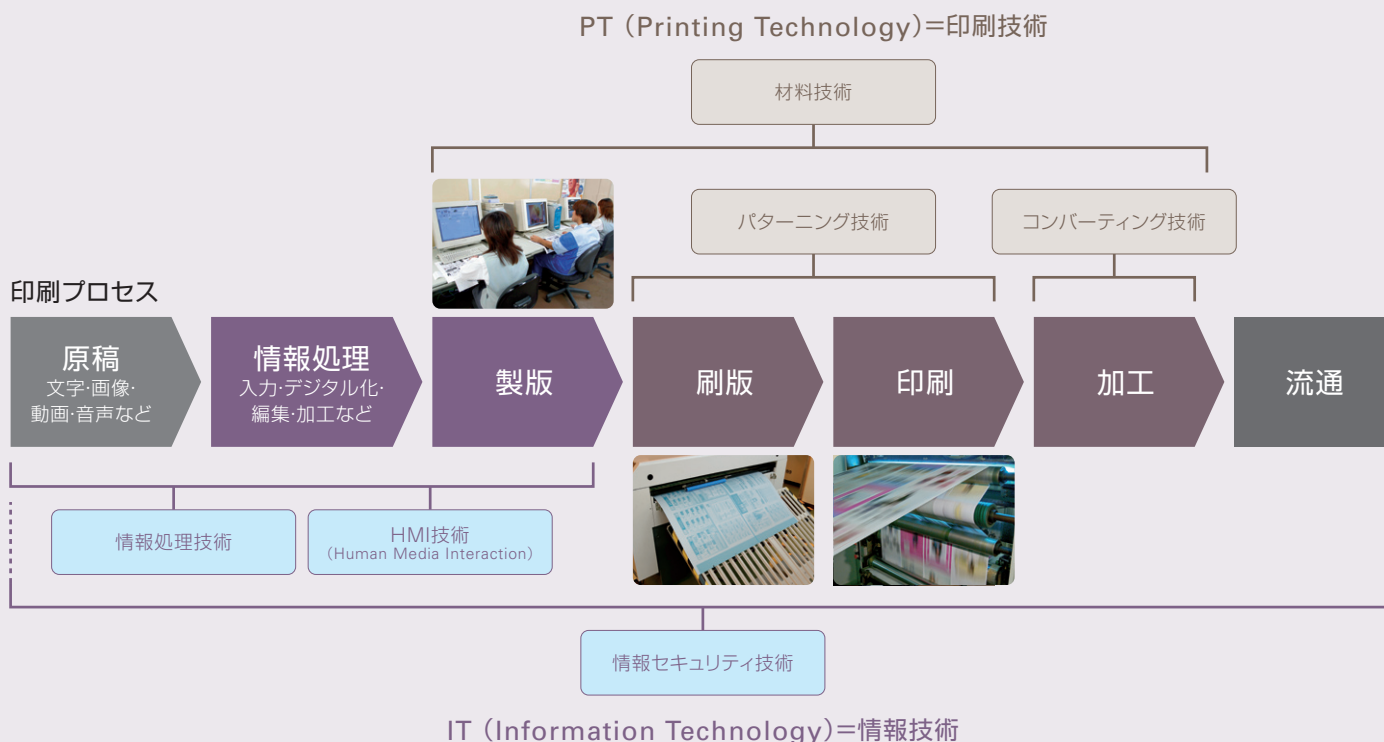 PT（Printing Technology）=印刷技術
材料技術
パターニング技術
コンバーティング技術
印刷プロセス
原稿
文字・画像・
動画・音声など
情報処理
入力・デジタル化・
編集・加工など
製版
刷版
印刷
加工
流通
情報処理技術
HMI技術
（Human Media Interaction）
情報セキュリティ技術
IT（Information Technology）=情報技術